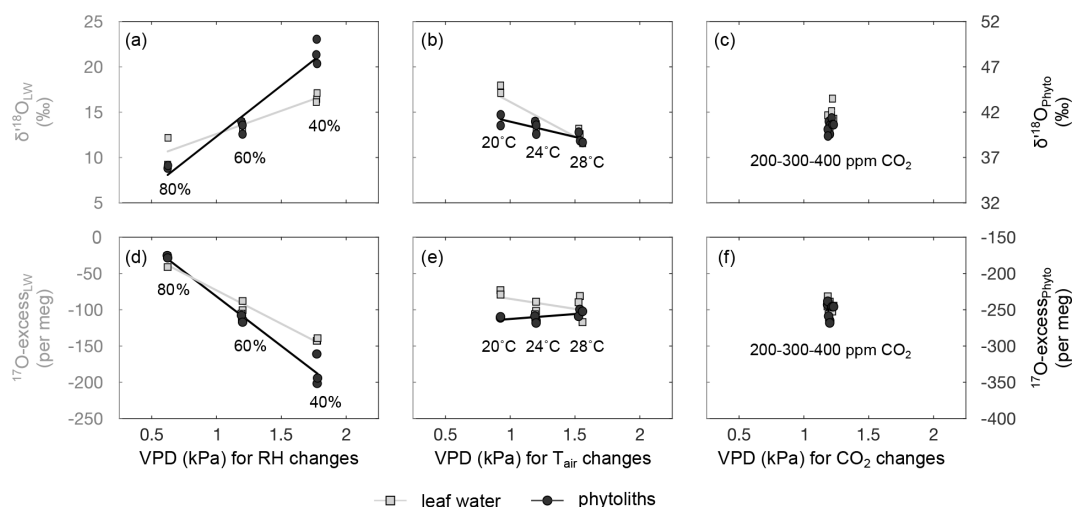 (a)
25
20
15
10
5
δ'¹⁸O_LW
(‰)
80%
60%
40%
(b)
20˚C
24˚C
28˚C
(c)
200-300-400 ppm CO₂
52
47
42
37
32
δ'¹⁸O_Phyto
(‰)
(d)
0
-50
-100
-150
-200
-250
¹⁷O-excess_LW
(per meg)
80%
60%
40%
0.5
1
1.5
2
VPD (kPa) for RH changes
(e)
20˚C
24˚C
28˚C
0.5
1
1.5
2
VPD (kPa) for T_air changes
(f)
200-300-400 ppm CO₂
-150
-200
-250
-300
-350
-400
¹⁷O-excess_Phyto
(per meg)
0.5
1
1.5
2
VPD (kPa) for CO₂ changes
leaf water
phytoliths